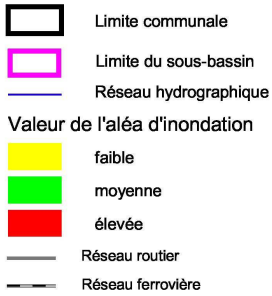 Limite communale
Limite du sous-bassin
Réseau hydrographique
Valeur de l'aléa d'inondation
faible
moyenne
élevée
Réseau routier
Réseau ferrovière